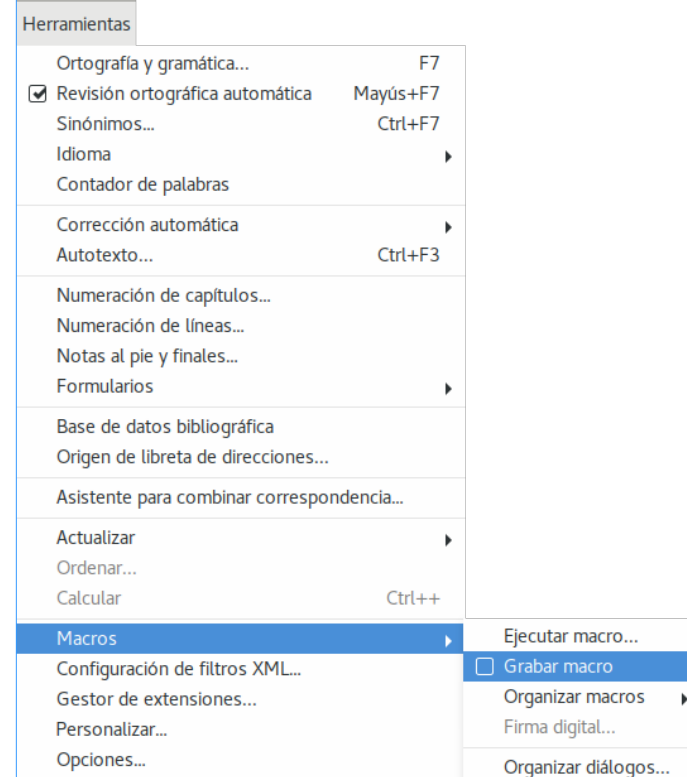 Herramientas
Ortografía y gramática... F7
Revisión ortográfica automática Mayús+F7
Sinónimos... Ctrl+F7
Idioma
Contador de palabras
Corrección automática
Autotexto... Ctrl+F3
Numeración de capítulos...
Numeración de líneas...
Notas al pie y finales...
Formularios
Base de datos bibliográfica
Origen de libreta de direcciones...
Asistente para combinar correspondencia...
Actualizar
Ordenar...
Calcular Ctrl++
Macros
Configuración de filtros XML...
Gestor de extensiones...
Personalizar...
Opciones...
Ejecutar macro...
Grabar macro
Organizar macros
Firma digital...
Organizar diálogos...